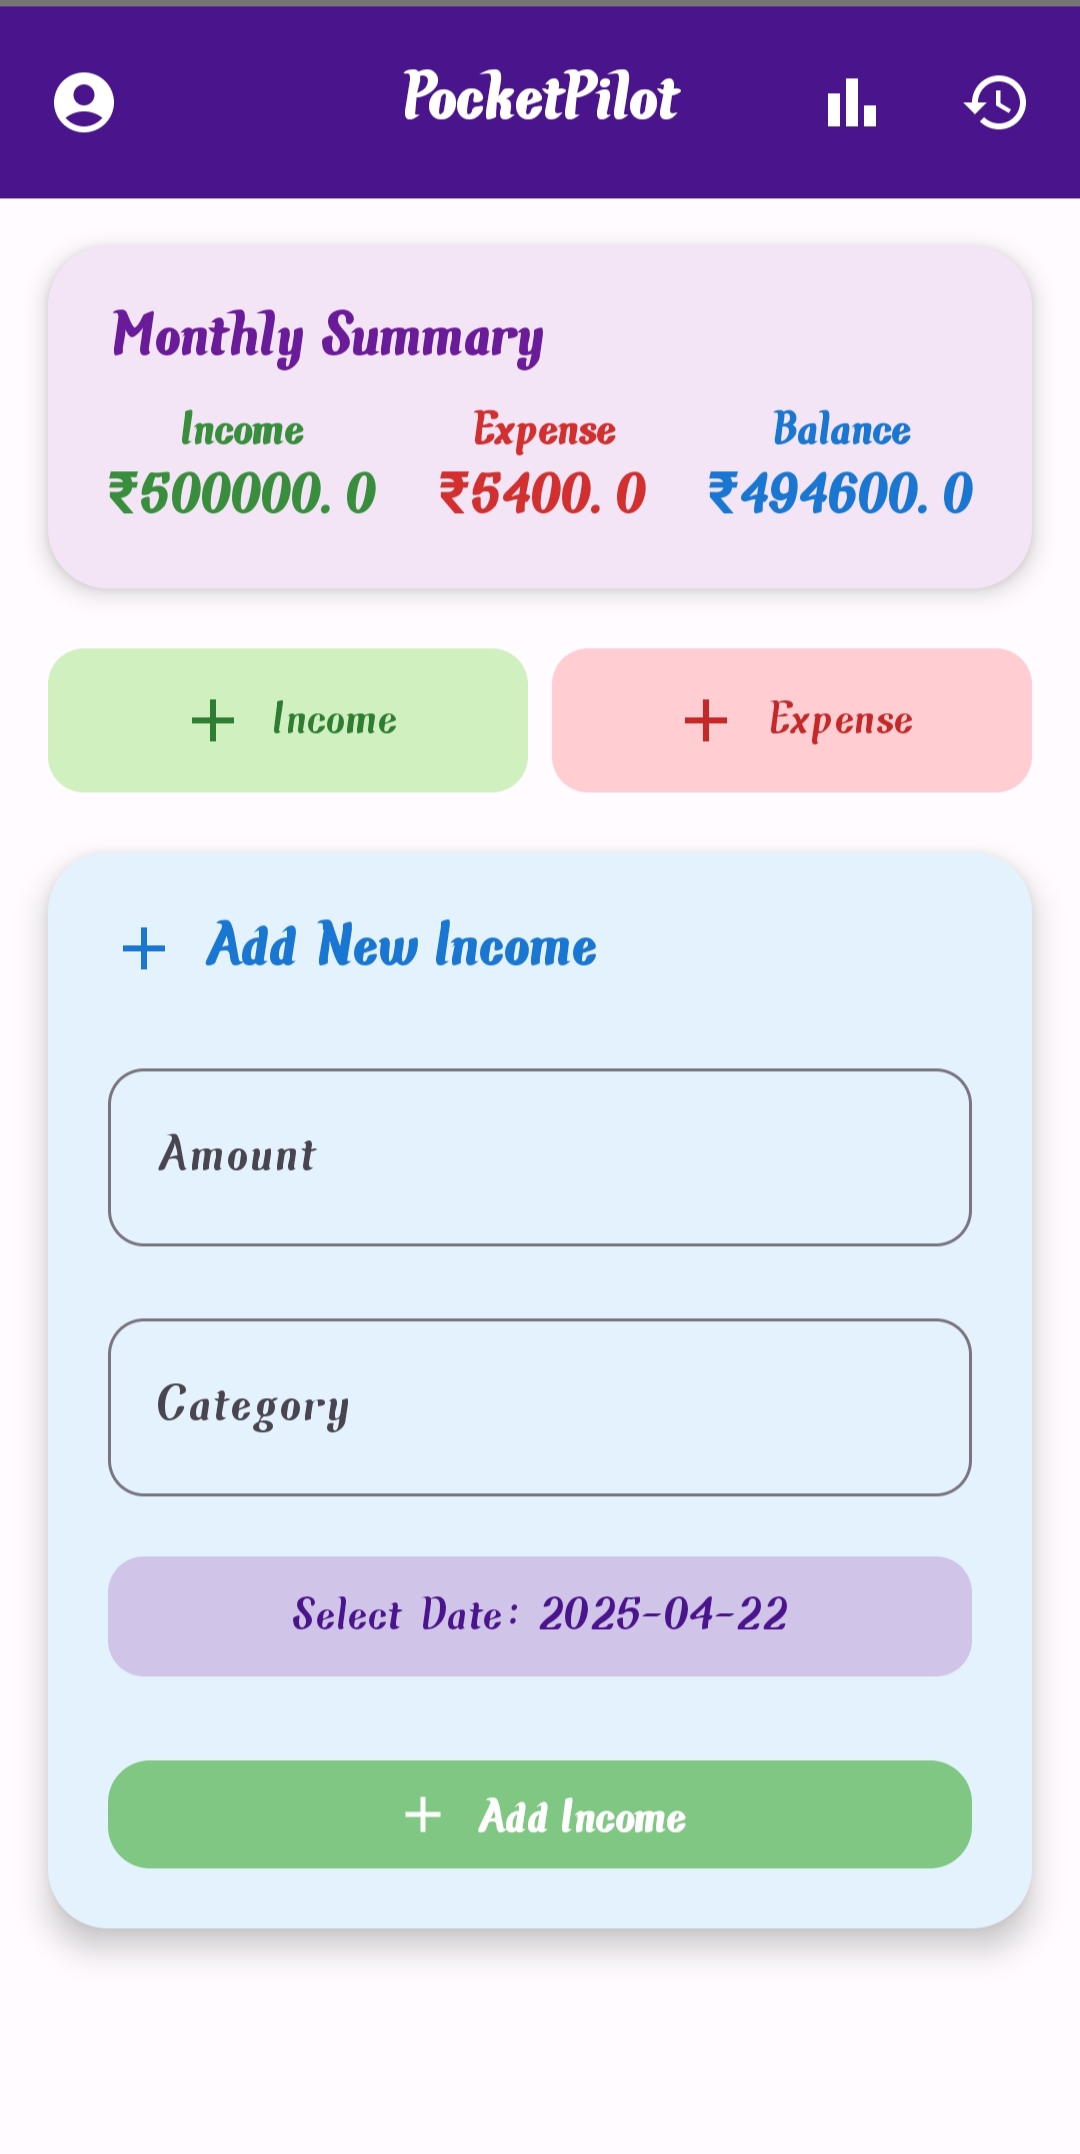 PocketPilot
Monthly Summary
Income Expense Balance
₹500000.0 ₹5400.0 ₹494600.0
+ Income + Expense
+ Add New Income
Amount
Category
Select Date: 2025-04-22
+ Add Income